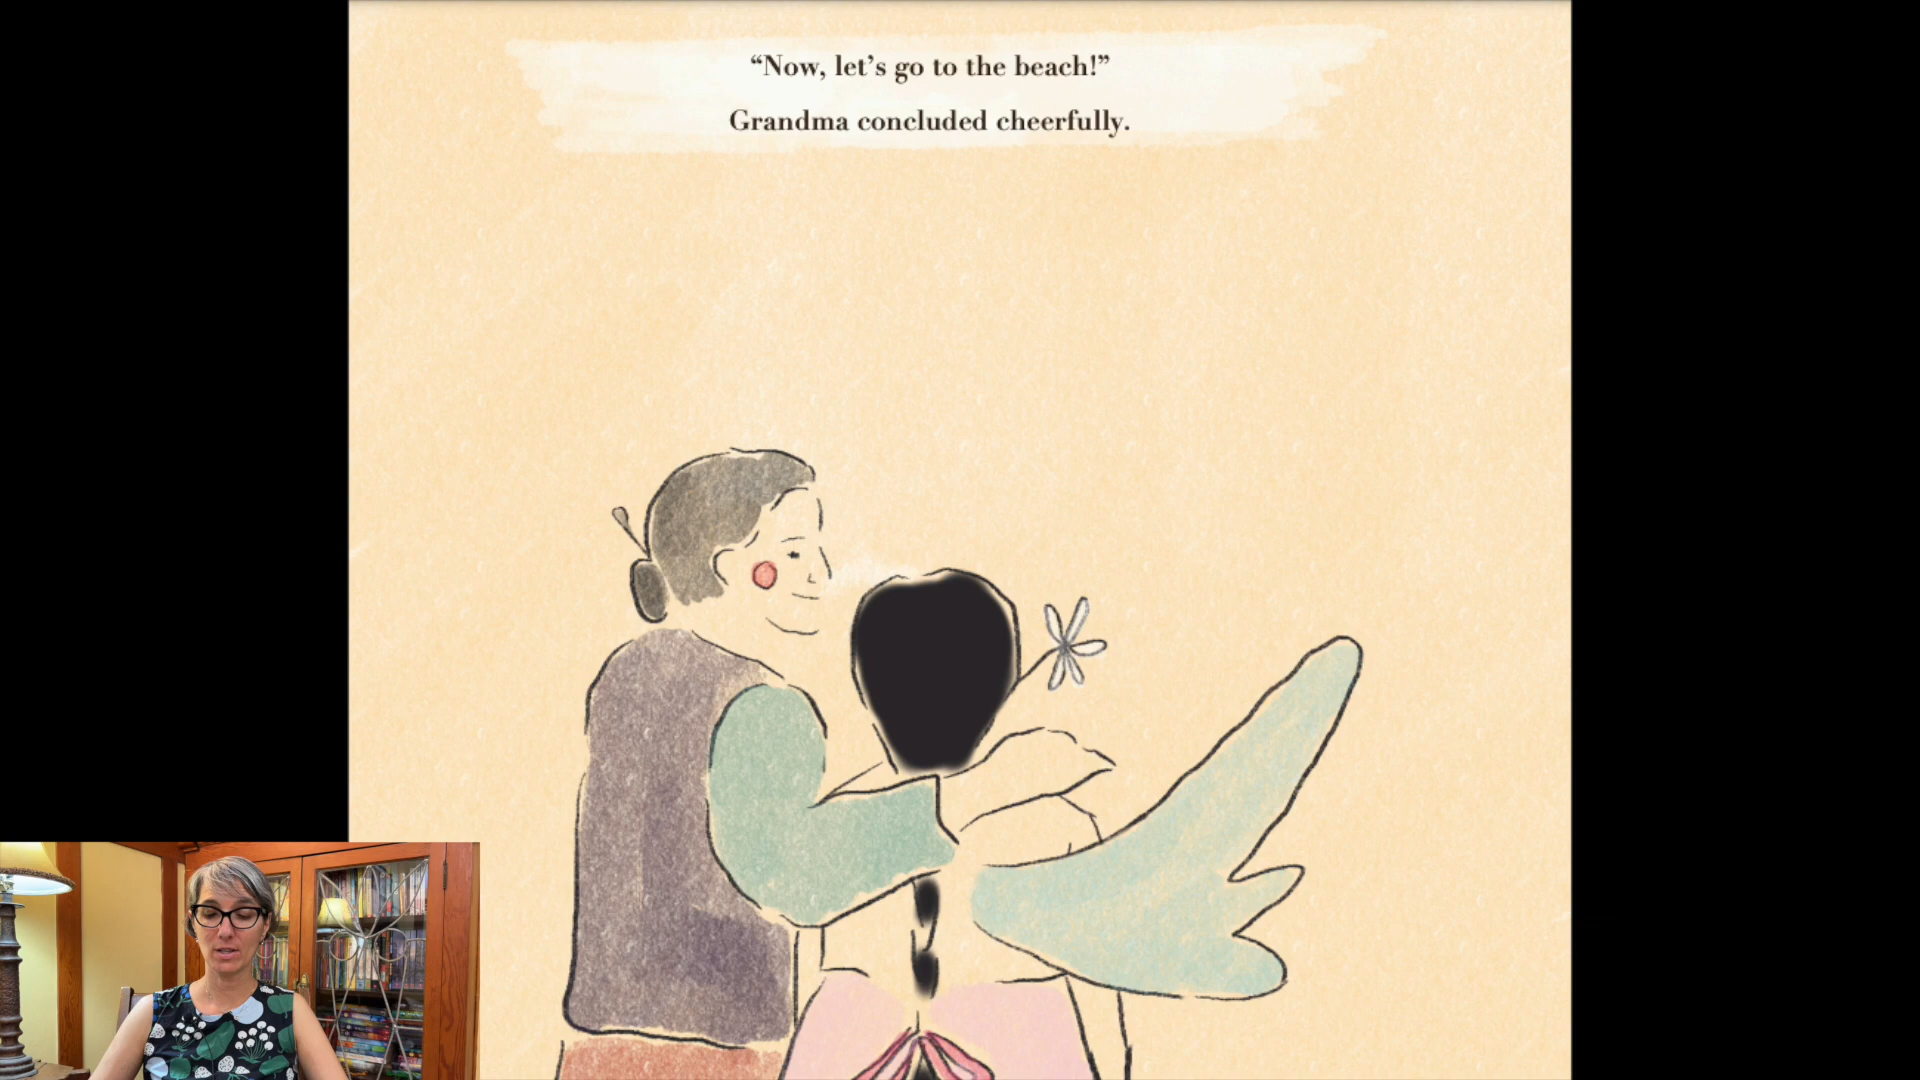 “Now, let’s go to the beach!”
Grandma concluded cheerfully.